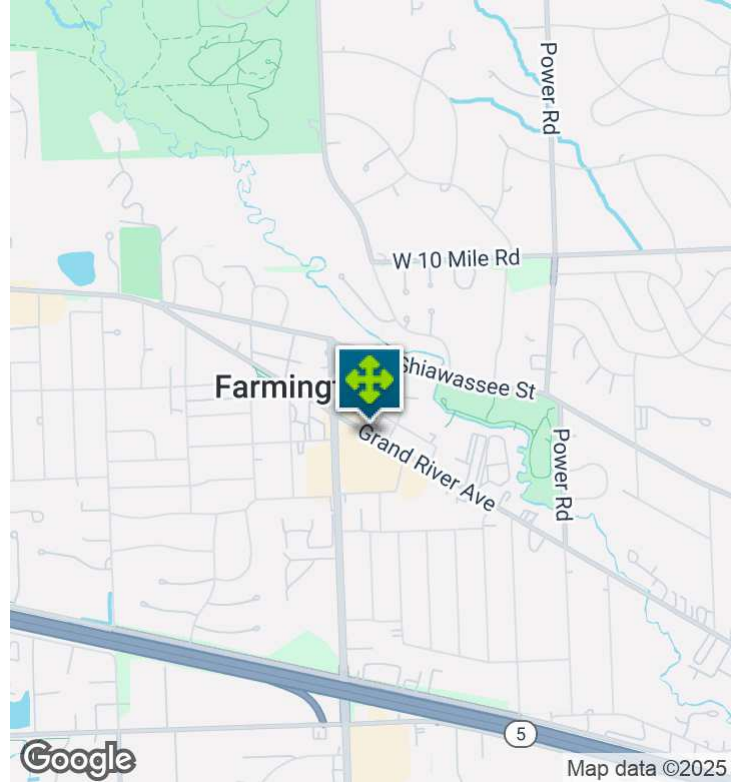 Power Rd
W 10 Mile Rd
Shiawassee St
Farming
Grand River Ave
Power Rd
5
Google
Map data ©2025